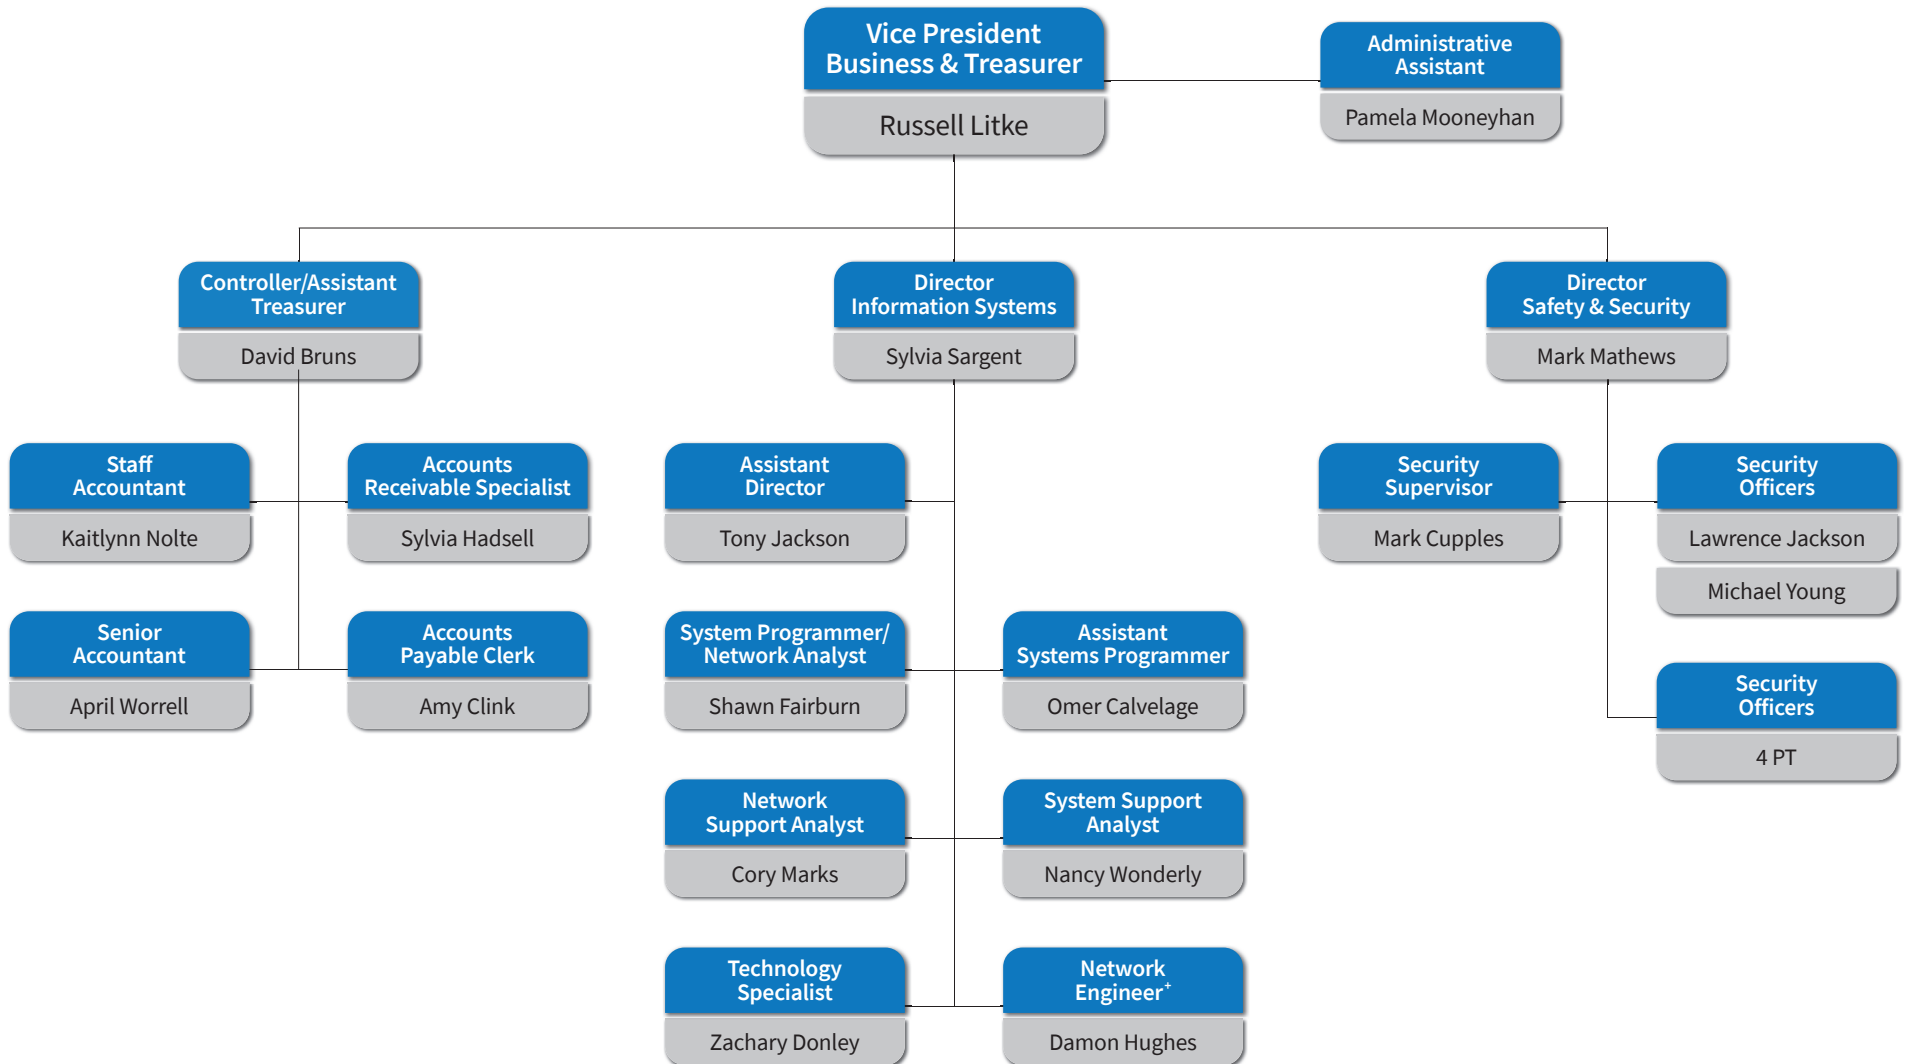 Vice President
Business & Treasurer
Russell Litke
Administrative
Assistant
Pamela Mooneyhan
Controller/Assistant
Treasurer
David Bruns
Director
Information Systems
Sylvia Sargent
Director
Safety & Security
Mark Mathews
Staff
Accountant
Kaitlynn Nolte
Accounts
Receivable Specialist
Sylvia Hadsell
Assistant
Director
Tony Jackson
Security
Supervisor
Mark Cupples
Security
Officers
Lawrence Jackson
Michael Young
Senior
Accountant
April Worrell
Accounts
Payable Clerk
Amy Clink
System Programmer/
Network Analyst
Shawn Fairburn
Assistant
Systems Programmer
Omer Calvelage
Security
Officers
4 PT
Network
Support Analyst
Cory Marks
System Support
Analyst
Nancy Wonderly
Technology
Specialist
Zachary Donley
Network
Engineer⁺
Damon Hughes